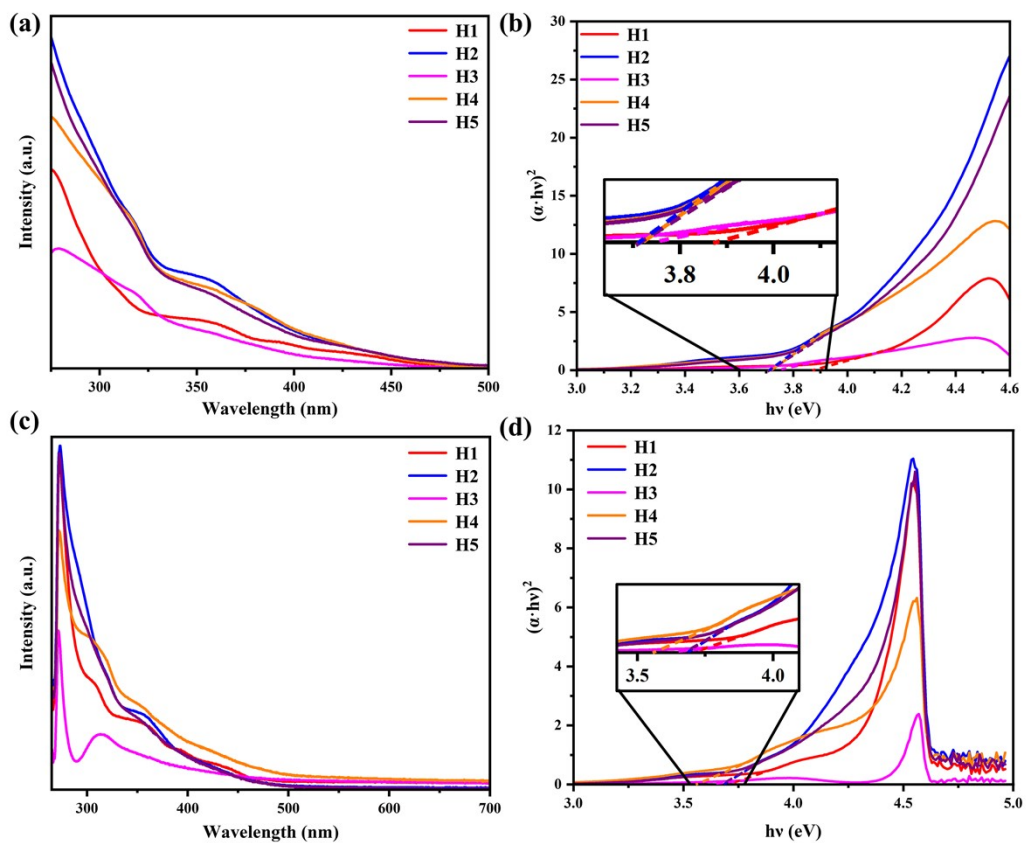 (a)
H1
H2
H3
H4
H5
Intensity (a.u.)
300
350
400
450
500
Wavelength (nm)
(b)
H1
H2
H3
H4
H5
(α·hν)²
30
25
20
15
10
5
0
3.8
4.0
3.0
3.2
3.4
3.6
3.8
4.0
4.2
4.4
4.6
hν (eV)
(c)
H1
H2
H3
H4
H5
Intensity (a.u.)
300
400
500
600
700
Wavelength (nm)
(d)
H1
H2
H3
H4
H5
(α·hν)²
12
10
8
6
4
2
0
3.5
4.0
3.0
3.5
4.0
4.5
5.0
hν (eV)